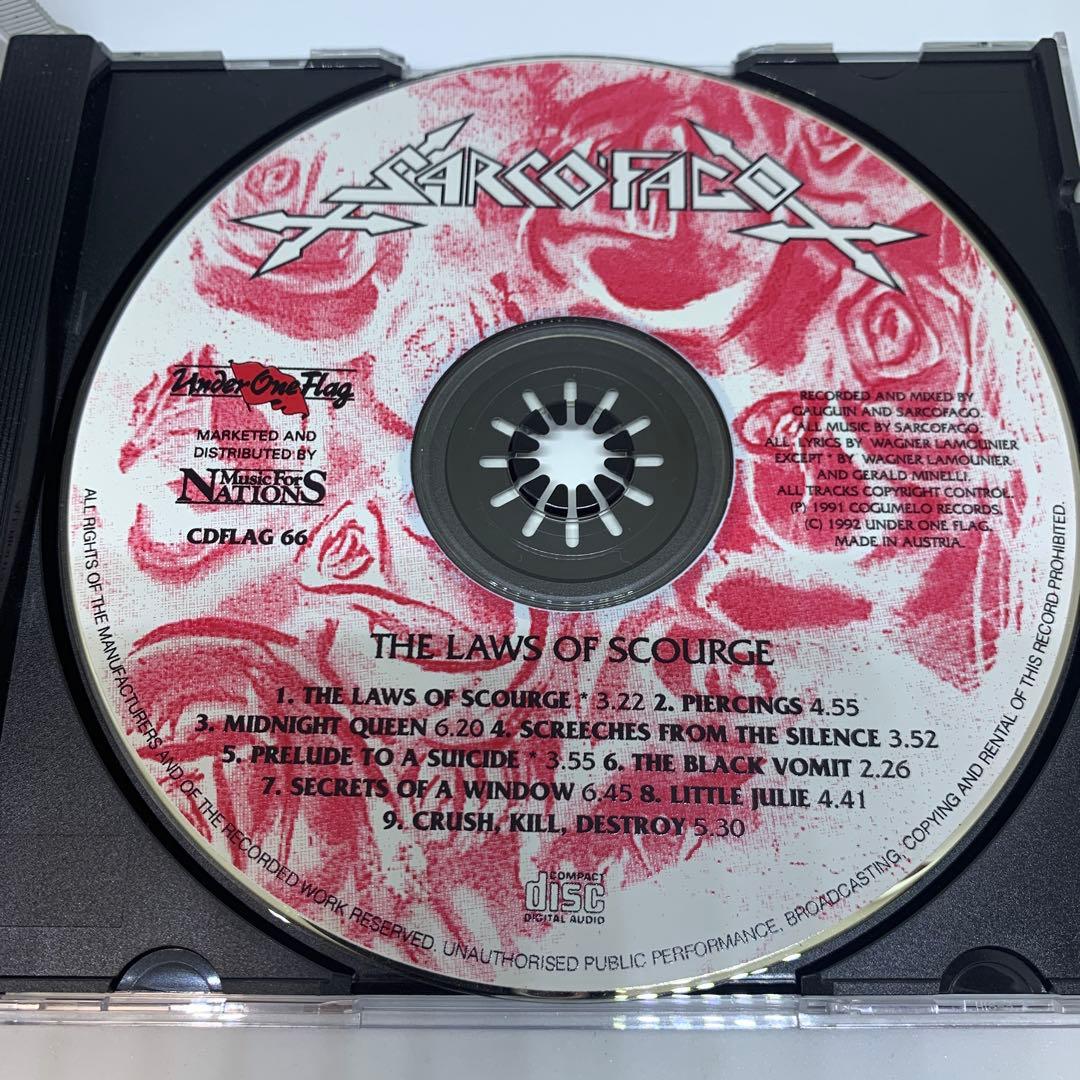 SARCÓFAGO
Under One Flag
MARKETED AND
DISTRIBUTED BY
Music For
NATIONS
CDFLAG 66
RECORDED AND MIXED BY
GAUGUIN AND SARCOFAGO.
ALL MUSIC BY SARCOFAGO.
ALL LYRICS BY WAGNER LAMOUNIER
EXCEPT * BY WAGNER LAMOUNIER
AND GERALD MINELLI.
ALL TRACKS COPYRIGHT CONTROL.
(P) 1991 COGUMELO RECORDS.
(C) 1992 UNDER ONE FLAG.
MADE IN AUSTRIA.
THE LAWS OF SCOURGE
1. THE LAWS OF SCOURGE * 3.22 2. PIERCINGS 4.55
3. MIDNIGHT QUEEN 6.20 4. SCREECHES FROM THE SILENCE 3.52
5. PRELUDE TO A SUICIDE * 3.55 6. THE BLACK VOMIT 2.26
7. SECRETS OF A WINDOW 6.45 8. LITTLE JULIE 4.41
9. CRUSH, KILL, DESTROY 5.30
COMPACT
disc
DIGITAL AUDIO
ALL RIGHTS OF THE MANUFACTURERS AND OF THE RECORDED WORK RESERVED. UNAUTHORISED PUBLIC PERFORMANCE, BROADCASTING, COPYING AND RENTAL OF THIS RECORD PROHIBITED.